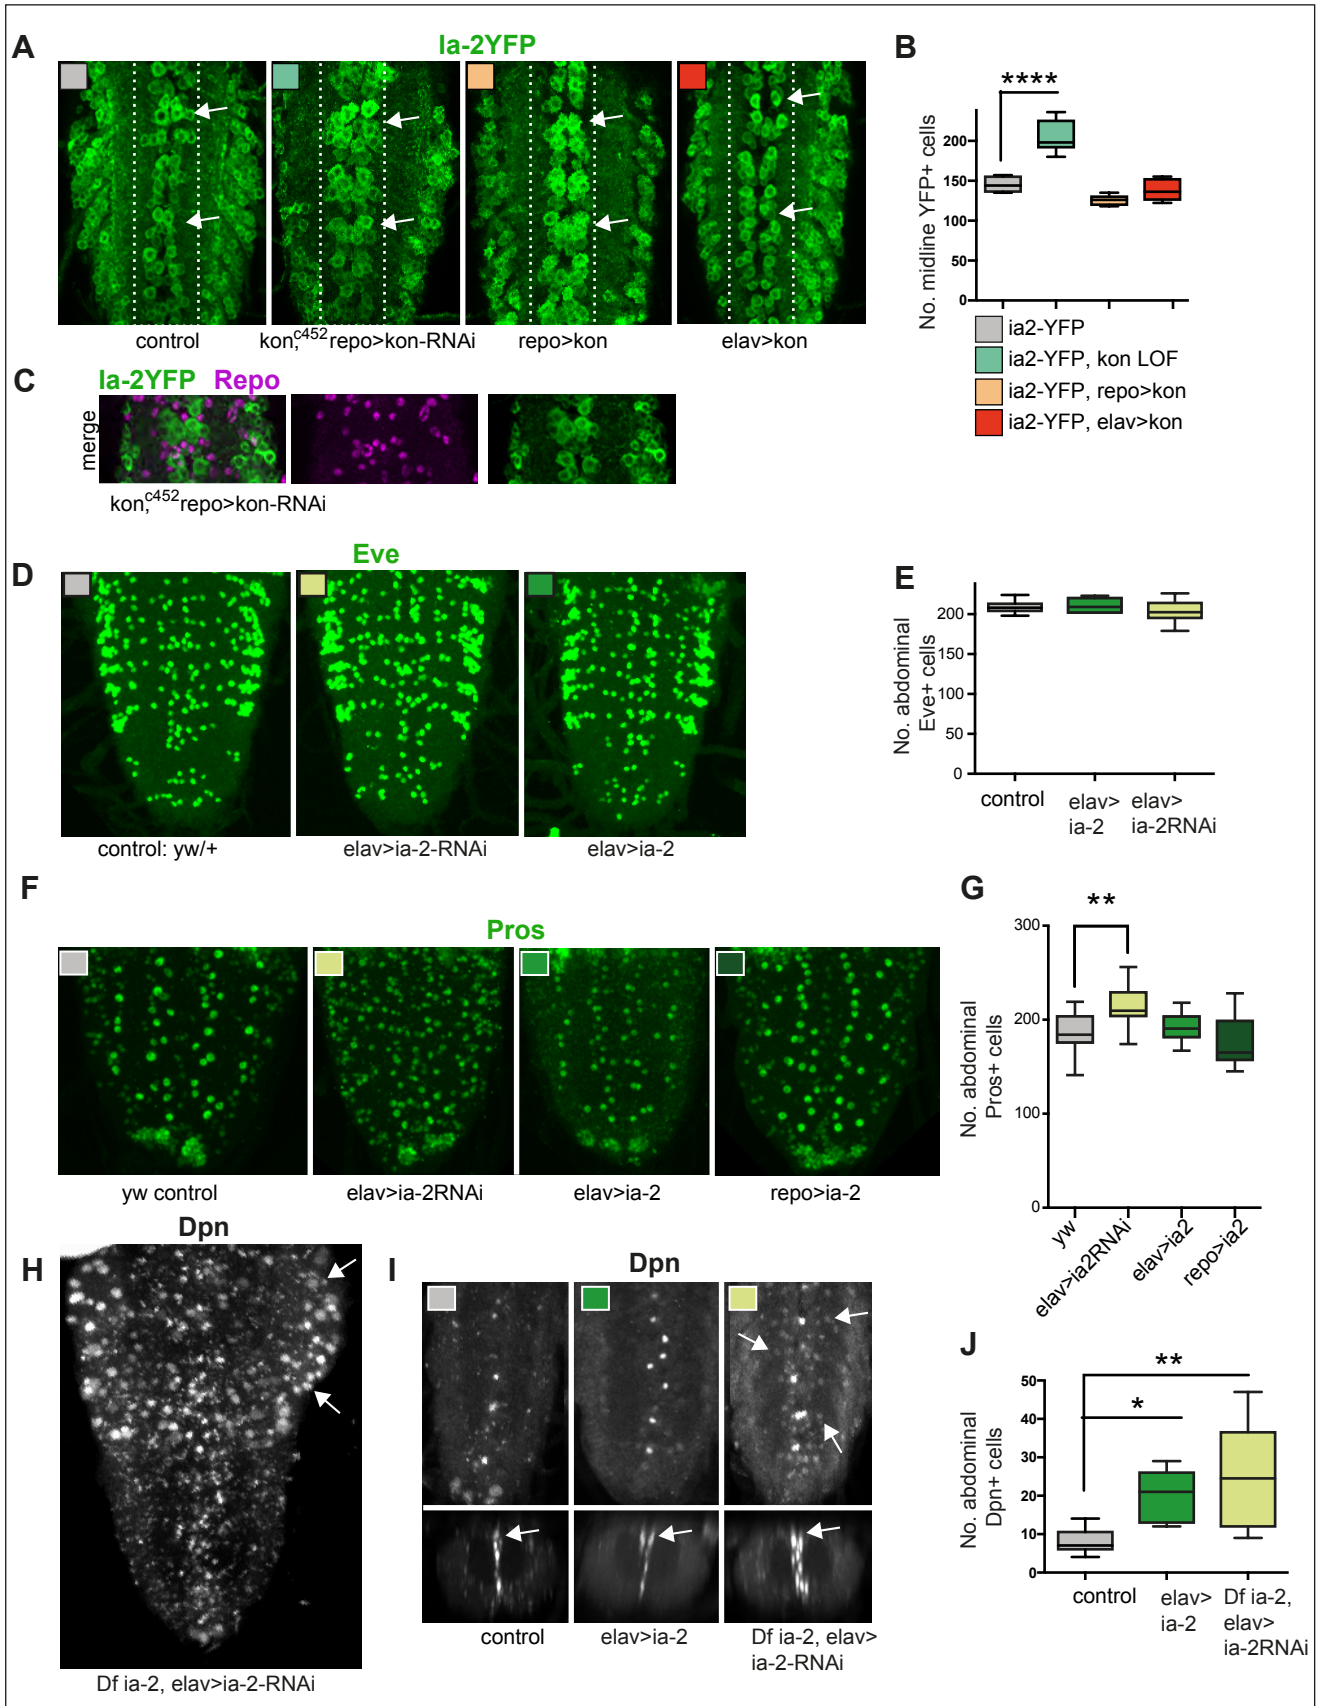 A
Ia-2YFP
control
kon,c452 repo>kon-RNAi
repo>kon
elav>kon
B
****
No. midline YFP+ cells
200
150
100
50
0
ia2-YFP
ia2-YFP, kon LOF
ia2-YFP, repo>kon
ia2-YFP, elav>kon
C
Ia-2YFP Repo
merge
kon,c452 repo>kon-RNAi
D
Eve
control: yw/+
elav>ia-2-RNAi
elav>ia-2
E
No. abdominal
Eve+ cells
200
150
100
50
0
control
elav>
ia-2
elav>
ia-2RNAi
F
Pros
yw control
elav>ia-2RNAi
elav>ia-2
repo>ia-2
G
**
No. abdominal
Pros+ cells
300
200
100
0
yw
elav>ia2RNAi
elav>ia2
repo>ia2
H
Dpn
Df ia-2, elav>ia-2-RNAi
I
Dpn
control
elav>ia-2
Df ia-2, elav>
ia-2-RNAi
J
**
*
No. abdominal
Dpn+ cells
50
40
30
20
10
0
control
elav>
ia-2
Df ia-2,
elav>
ia-2RNAi